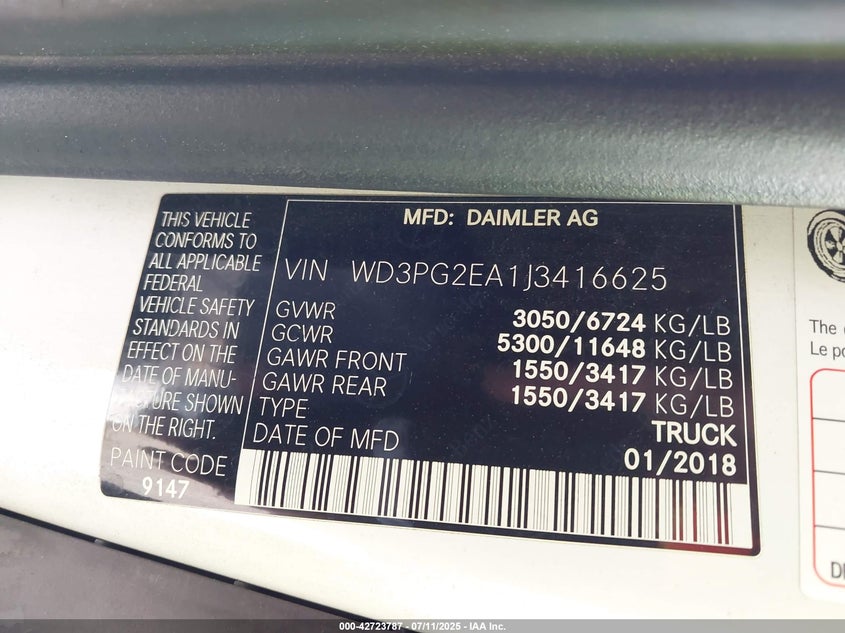 THIS VEHICLE
CONFORMS TO
ALL APPLICABLE
FEDERAL
VEHICLE SAFETY
STANDARDS IN
EFFECT ON THE
DATE OF MANU-
FACTURE SHOWN
ON THE RIGHT.
PAINT CODE
9147
MFD: DAIMLER AG
VIN WD3PG2EA1J3416625
GVWR 3050/6724 KG/LB
GCWR 5300/11648 KG/LB
GAWR FRONT 1550/3417 KG/LB
GAWR REAR 1550/3417 KG/LB
TYPE TRUCK
DATE OF MFD 01/2018
The
Le
000-42723787 - 07/11/2025 - IAA Inc.